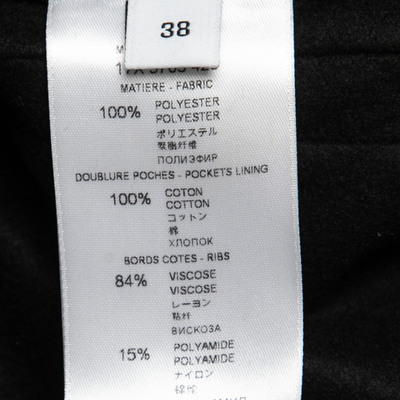 38
MATIERE - FABRIC
100% POLYESTER
POLYESTER
ポリエステル
聚酯纤维
ПОЛИЭФИР
DOUBLURE POCHES - POCKETS LINING
100% COTON
COTTON
コットン
棉
ХЛОПОК
BORDS COTES - RIBS
84% VISCOSE
VISCOSE
レーヨン
粘纤
ВИСКОЗА
15% POLYAMIDE
POLYAMIDE
ナイロン
锦纶